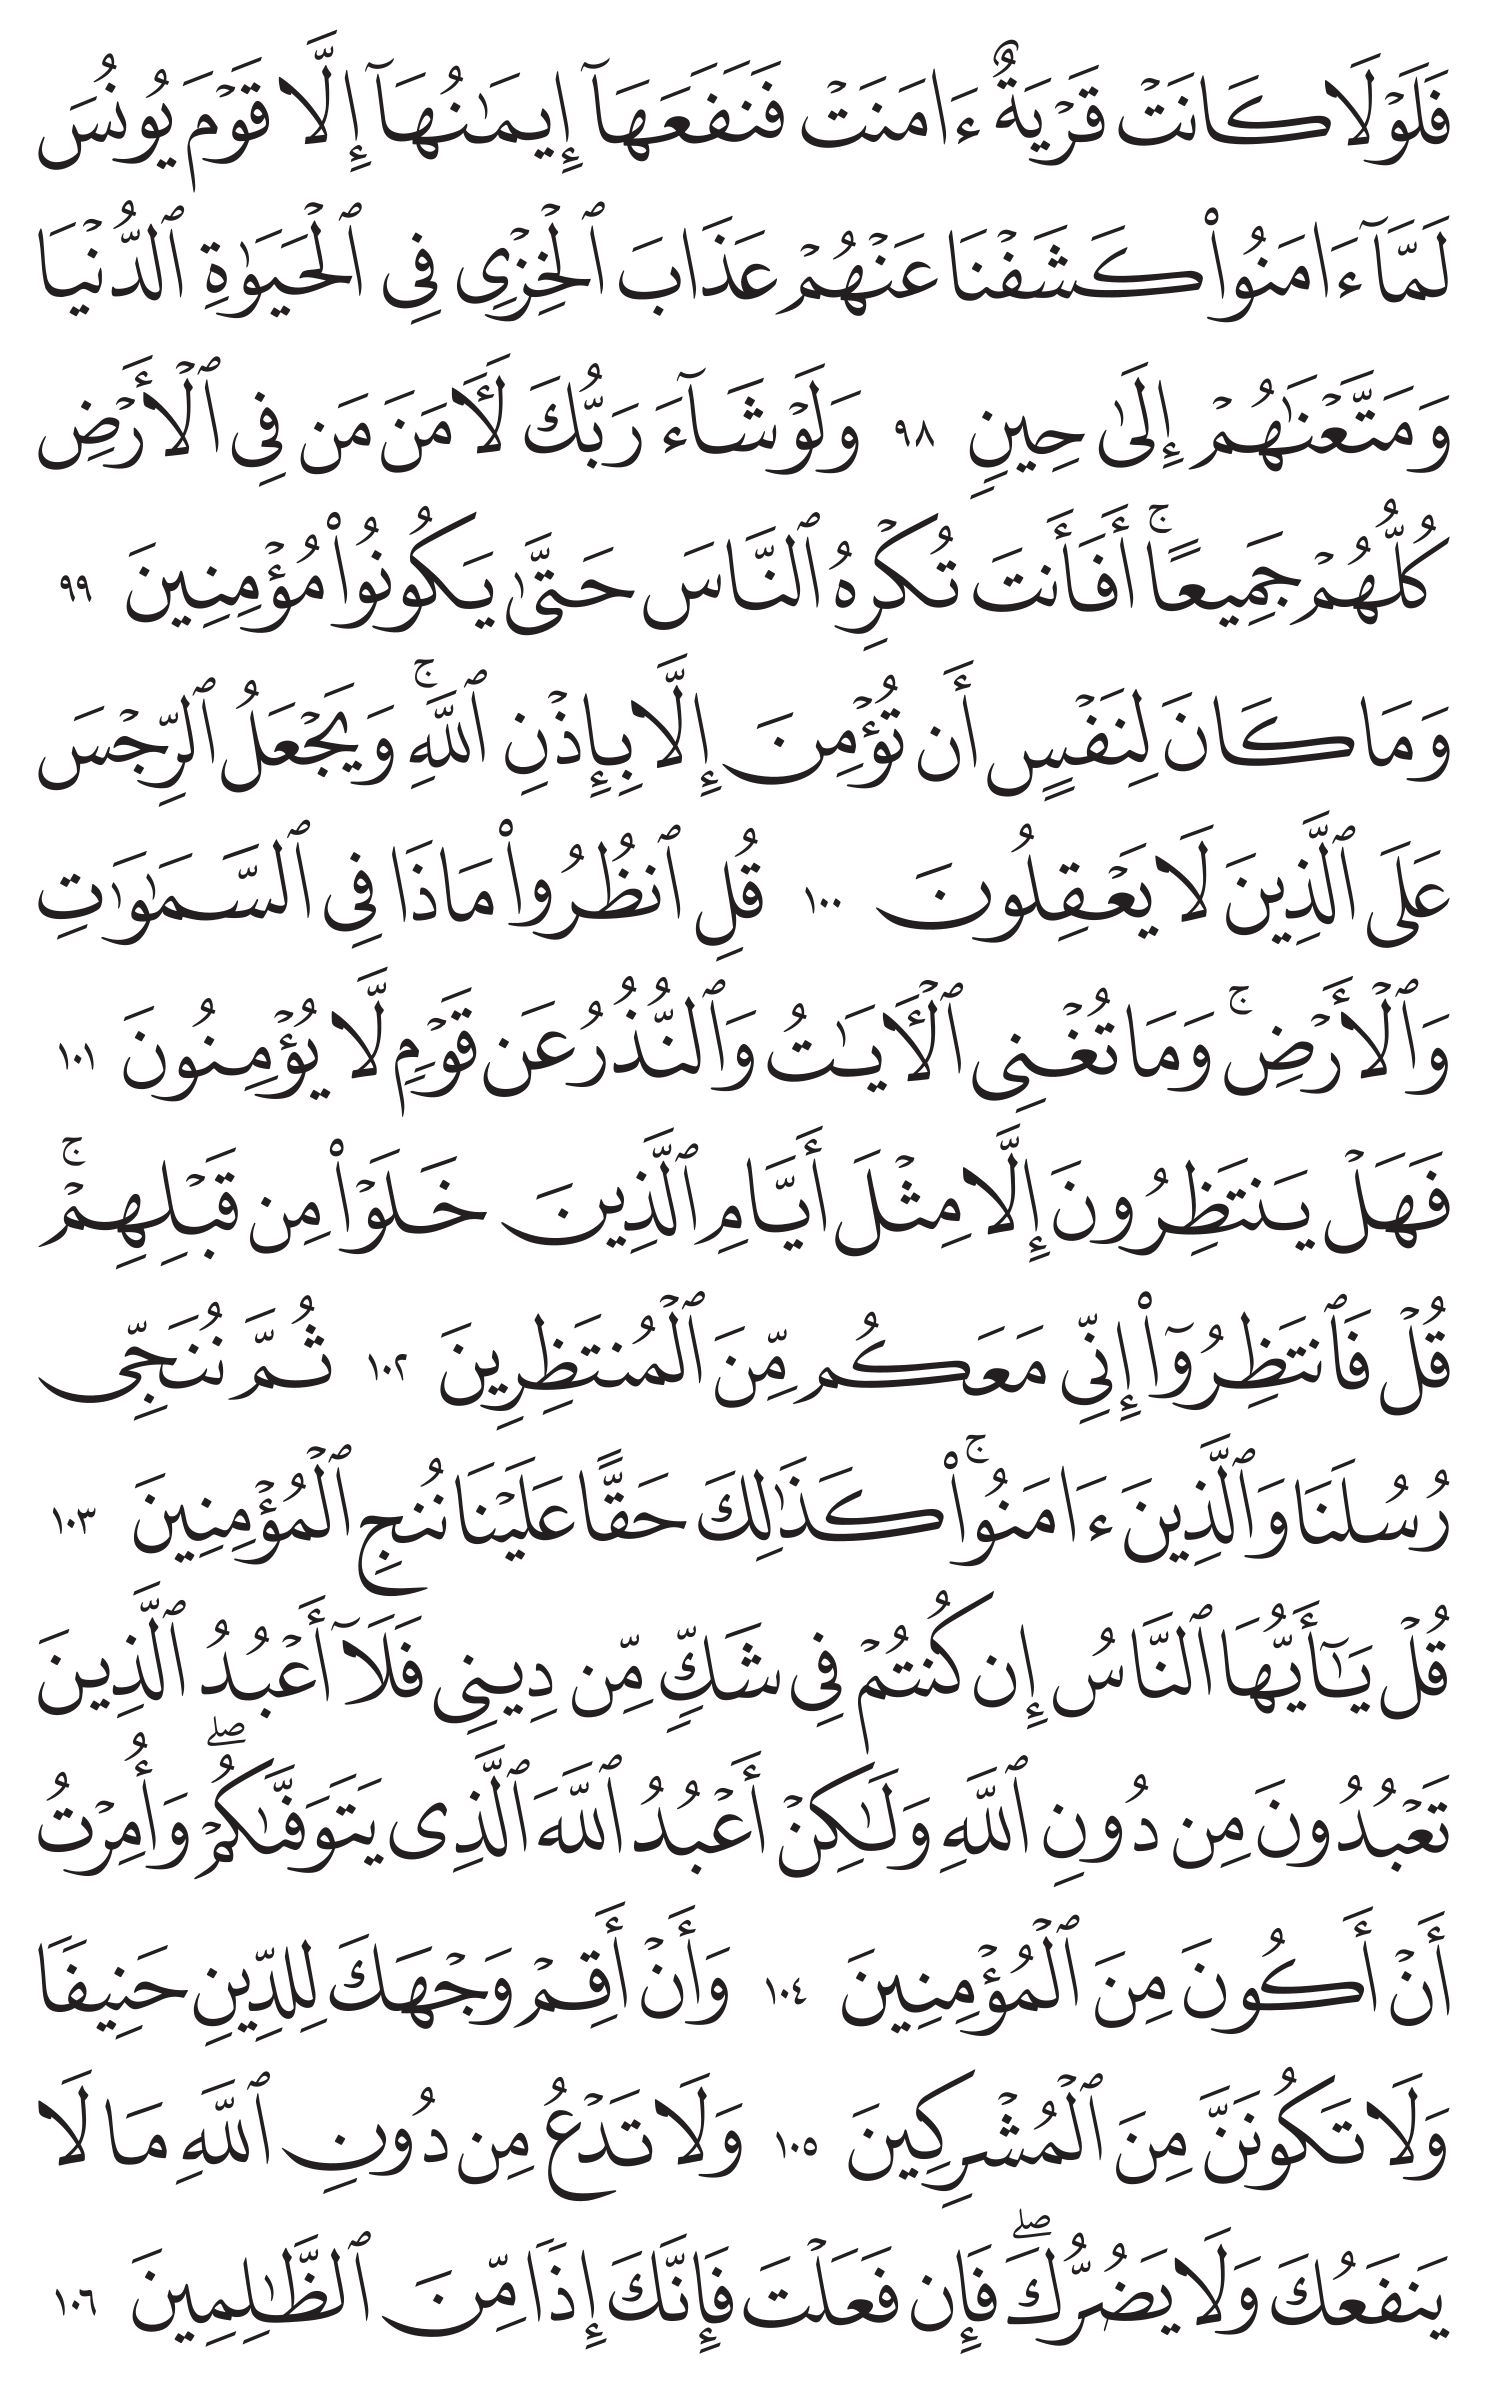 فَلَوۡلَا كَانَتۡ قَرۡيَةٌ ءَامَنَتۡ فَنَفَعَهَآ إِيمَٰنُهَآ إِلَّا قَوۡمَ يُونُسَ
لَمَّآ ءَامَنُواْ كَشَفۡنَا عَنۡهُمۡ عَذَابَ ٱلۡخِزۡيِ فِي ٱلۡحَيَوٰةِ ٱلدُّنۡيَا
وَمَتَّعۡنَٰهُمۡ إِلَىٰ حِينٖ ٩٨ وَلَوۡ شَآءَ رَبُّكَ لَأٓمَنَ مَن فِي ٱلۡأَرۡضِ
كُلُّهُمۡ جَمِيعًاۚ أَفَأَنتَ تُكۡرِهُ ٱلنَّاسَ حَتَّىٰ يَكُونُواْ مُؤۡمِنِينَ ٩٩
وَمَا كَانَ لِنَفۡسٍ أَن تُؤۡمِنَ إِلَّا بِإِذۡنِ ٱللَّهِۚ وَيَجۡعَلُ ٱلرِّجۡسَ
عَلَى ٱلَّذِينَ لَا يَعۡقِلُونَ ١٠٠ قُلِ ٱنظُرُواْ مَاذَا فِي ٱلسَّمَٰوَٰتِ
وَٱلۡأَرۡضِۚ وَمَا تُغۡنِي ٱلۡأٓيَٰتُ وَٱلنُّذُرُ عَن قَوۡمٖ لَّا يُؤۡمِنُونَ ١٠١
فَهَلۡ يَنتَظِرُونَ إِلَّا مِثۡلَ أَيَّامِ ٱلَّذِينَ خَلَوۡاْ مِن قَبۡلِهِمۡۚ
قُلۡ فَٱنتَظِرُوٓاْ إِنِّي مَعَكُم مِّنَ ٱلۡمُنتَظِرِينَ ١٠٢ ثُمَّ نُنَجِّي
رُسُلَنَا وَٱلَّذِينَ ءَامَنُواْۚ كَذَٰلِكَ حَقًّا عَلَيۡنَا نُنجِ ٱلۡمُؤۡمِنِينَ ١٠٣
قُلۡ يَٰٓأَيُّهَا ٱلنَّاسُ إِن كُنتُمۡ فِي شَكّٖ مِّن دِينِي فَلَآ أَعۡبُدُ ٱلَّذِينَ
تَعۡبُدُونَ مِن دُونِ ٱللَّهِ وَلَٰكِنۡ أَعۡبُدُ ٱللَّهَ ٱلَّذِي يَتَوَفَّىٰكُمۡۖ وَأُمِرۡتُ
أَنۡ أَكُونَ مِنَ ٱلۡمُؤۡمِنِينَ ١٠٤ وَأَنۡ أَقِمۡ وَجۡهَكَ لِلدِّينِ حَنِيفٗا
وَلَا تَكُونَنَّ مِنَ ٱلۡمُشۡرِكِينَ ١٠٥ وَلَا تَدۡعُ مِن دُونِ ٱللَّهِ مَا لَا
يَنفَعُكَ وَلَا يَضُرُّكَۖ فَإِن فَعَلۡتَ فَإِنَّكَ إِذٗا مِّنَ ٱلظَّٰلِمِينَ ١٠٦